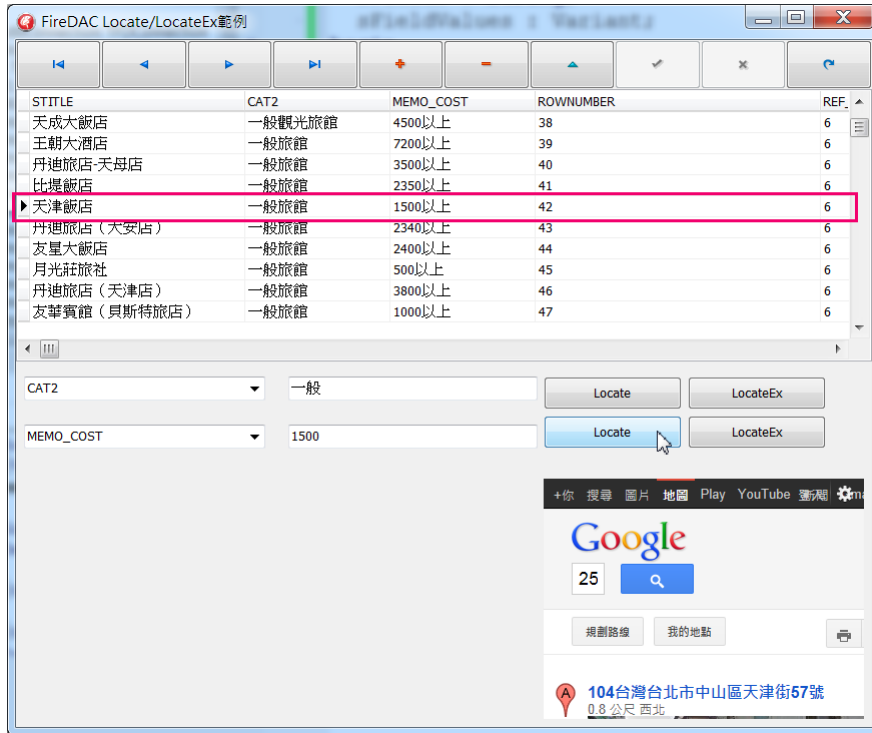 FireDAC Locate/LocateEx範例
sFieldValues : Variant;
STITLE CAT2 MEMO_COST ROWNUMBER REF_
天成大飯店 一般觀光旅館 4500以上 38 6
王朝大酒店 一般旅館 7200以上 39 6
丹迪旅店-天母店 一般旅館 3500以上 40 6
比堤飯店 一般旅館 2350以上 41 6
天津飯店 一般旅館 1500以上 42 6
丹迪旅店（大安店） 一般旅館 2340以上 43 6
友星大飯店 一般旅館 2400以上 44 6
月光莊旅社 一般旅館 500以上 45 6
丹迪旅店（天津店） 一般旅館 3800以上 46 6
友華賓館（貝斯特旅店） 一般旅館 1000以上 47 6
CAT2 一般 Locate LocateEx
MEMO_COST 1500 Locate LocateEx
+你 搜尋 圖片 地圖 Play YouTube 新聞
Google
25
規劃路線 我的地點
A 104台灣台北市中山區天津街57號
0.8 公尺 西北